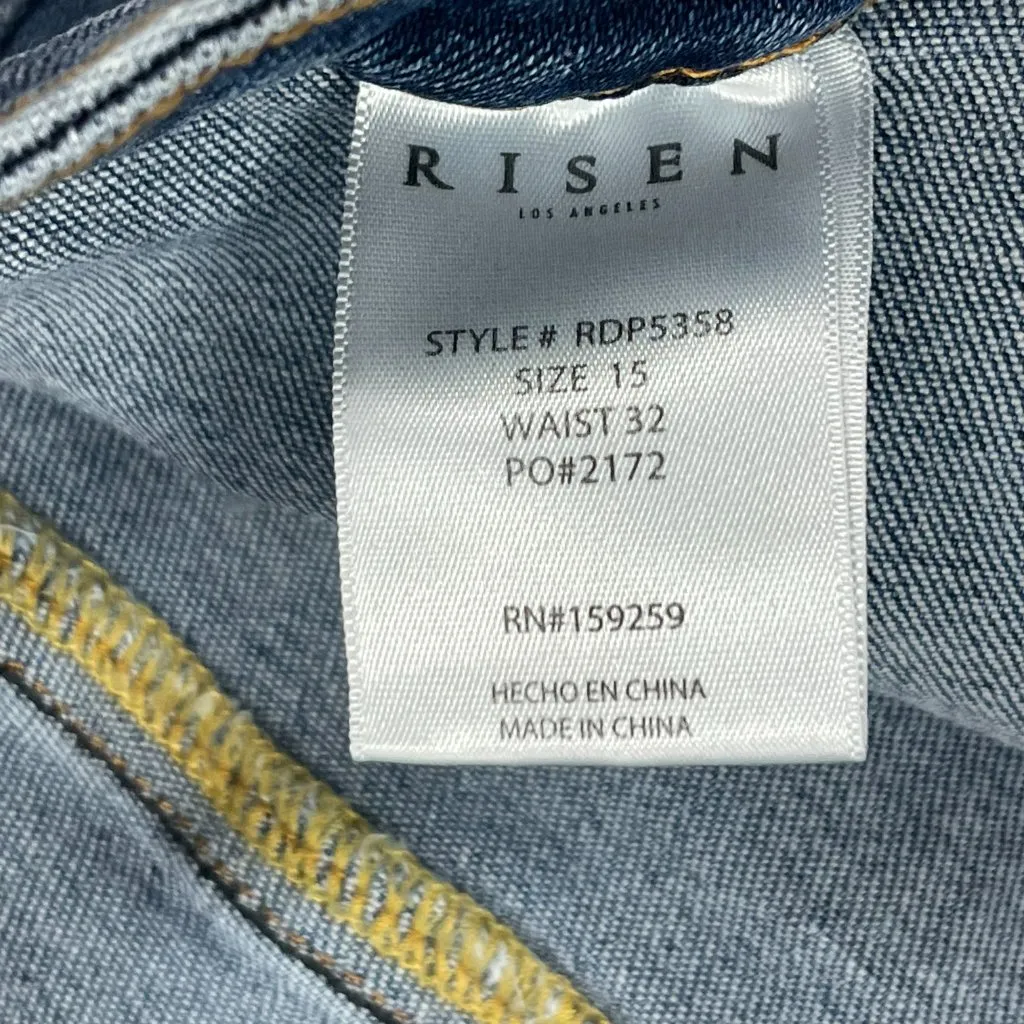 RISEN
LOS ANGELES
STYLE # RDP5358
SIZE 15
WAIST 32
PO#2172
RN#159259
HECHO EN CHINA
MADE IN CHINA